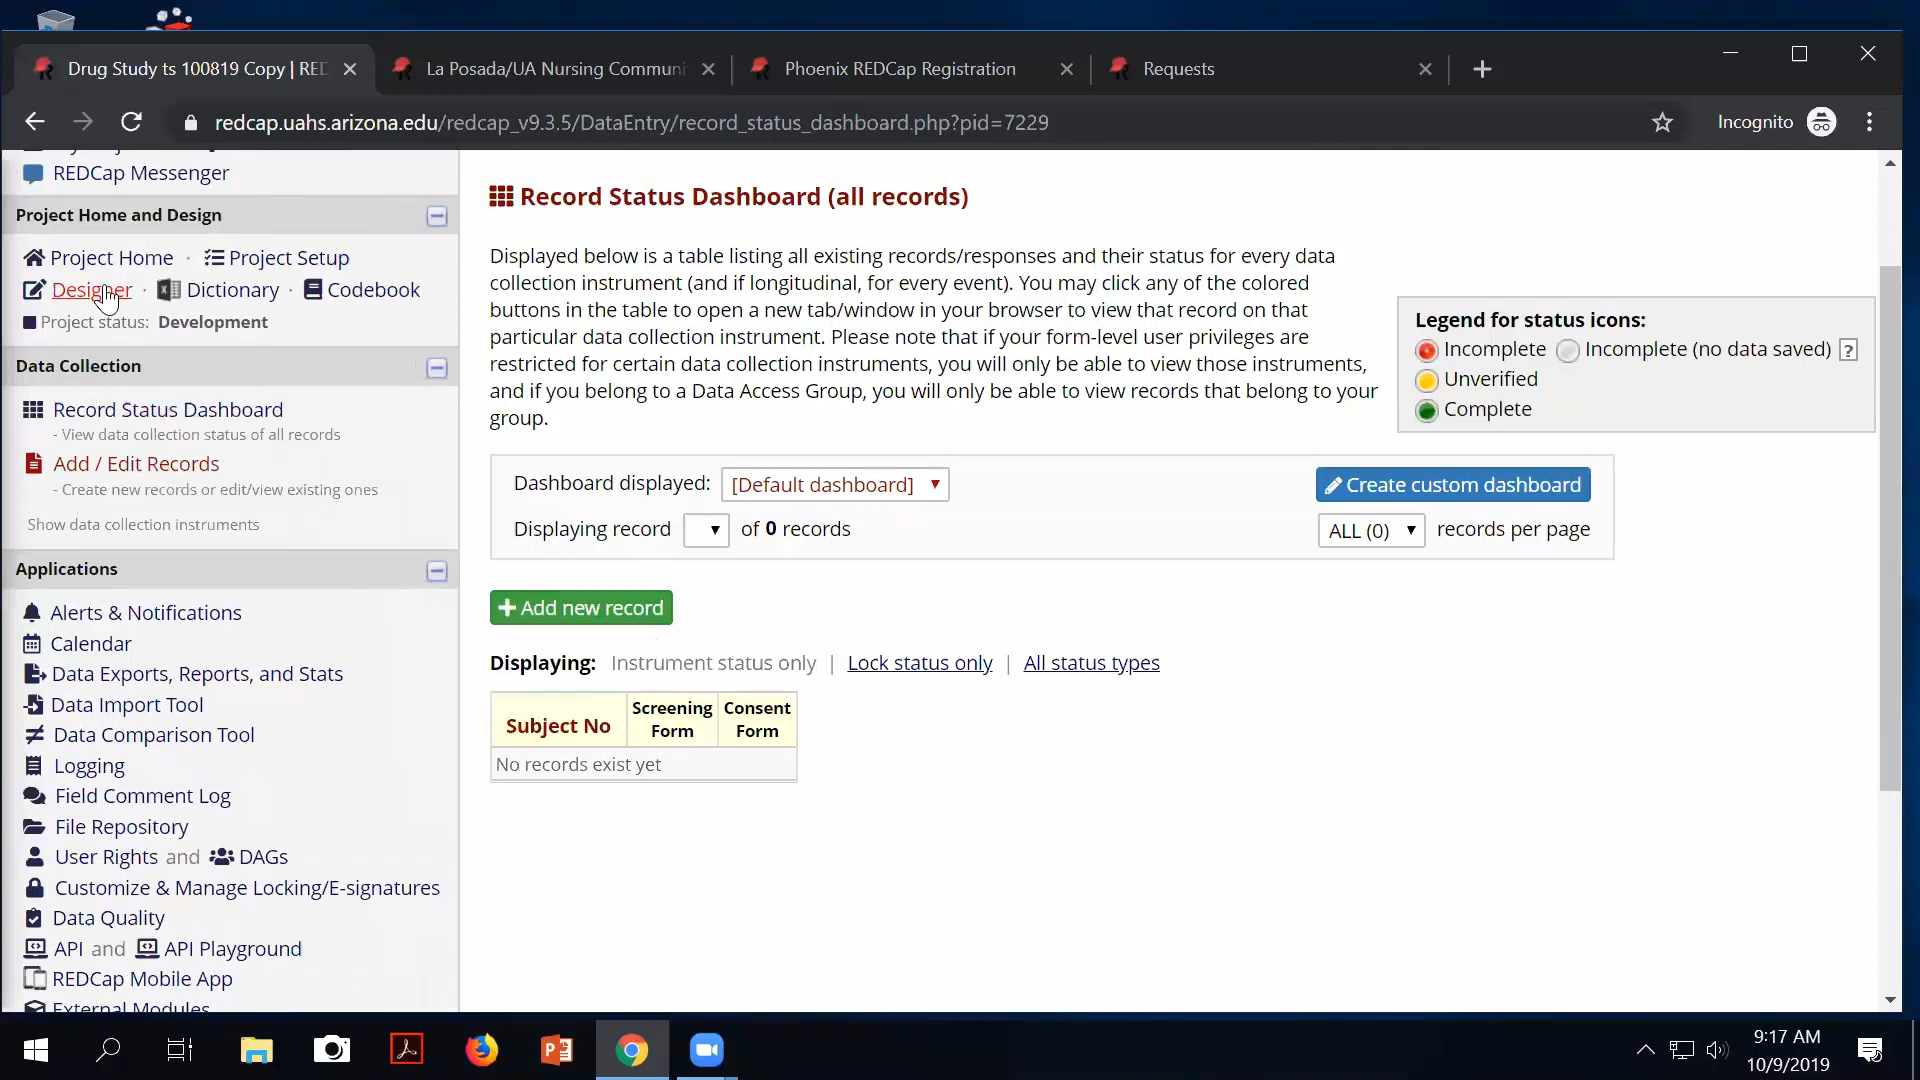 Drug Study ts 100819 Copy | RED
La Posada/UA Nursing Communi
Phoenix REDCap Registration
Requests
redcap.uahs.arizona.edu/redcap_v9.3.5/DataEntry/record_status_dashboard.php?pid=7229
Incognito
REDCap Messenger
Project Home and Design
Project Home · Project Setup
Designer · Dictionary · Codebook
Project status: Development
Data Collection
Record Status Dashboard
- View data collection status of all records
Add / Edit Records
- Create new records or edit/view existing ones
Show data collection instruments
Applications
Alerts & Notifications
Calendar
Data Exports, Reports, and Stats
Data Import Tool
Data Comparison Tool
Logging
Field Comment Log
File Repository
User Rights and DAGs
Customize & Manage Locking/E-signatures
Data Quality
API and API Playground
REDCap Mobile App
External Modules
Record Status Dashboard (all records)
Displayed below is a table listing all existing records/responses and their status for every data
collection instrument (and if longitudinal, for every event). You may click any of the colored
buttons in the table to open a new tab/window in your browser to view that record on that
particular data collection instrument. Please note that if your form-level user privileges are
restricted for certain data collection instruments, you will only be able to view those instruments,
and if you belong to a Data Access Group, you will only be able to view records that belong to your
group.
Legend for status icons:
Incomplete Incomplete (no data saved) ?
Unverified
Complete
Dashboard displayed: [Default dashboard]
Create custom dashboard
Displaying record of 0 records
ALL (0) records per page
Add new record
Displaying: Instrument status only | Lock status only | All status types
Subject No
Screening Form
Consent Form
No records exist yet
9:17 AM
10/9/2019